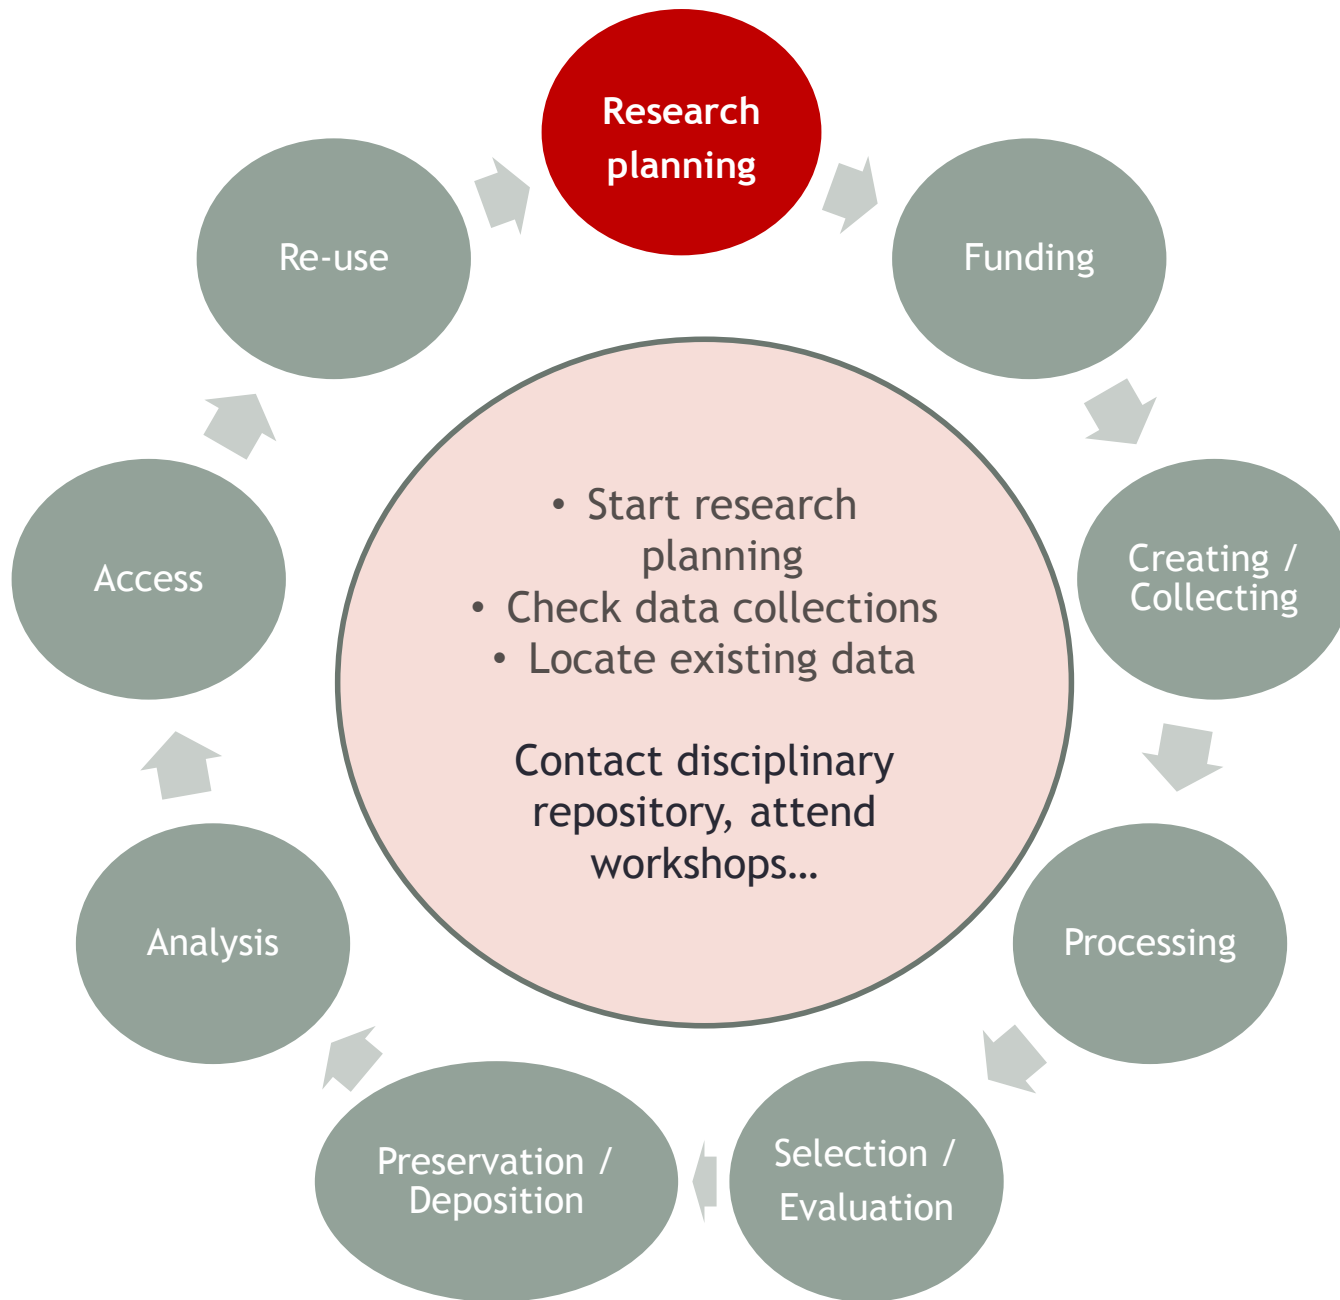 Research
planning
Funding
Creating /
Collecting
Processing
Selection /
Evaluation
Preservation /
Deposition
Analysis
Access
Re-use
• Start research
planning
• Check data collections
• Locate existing data
Contact disciplinary
repository, attend
workshops…